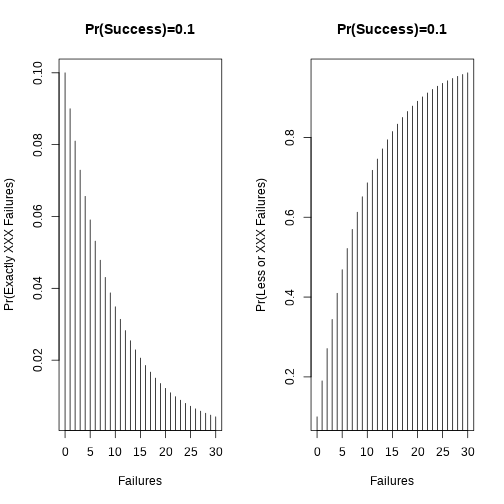 Pr(Success)=0.1
Pr(Exactly XXX Failures)
0.10
0.08
0.06
0.04
0.02
0 5 10 15 20 25 30
Failures
Pr(Success)=0.1
Pr(Less or XXX Failures)
0.8
0.6
0.4
0.2
0 5 10 15 20 25 30
Failures